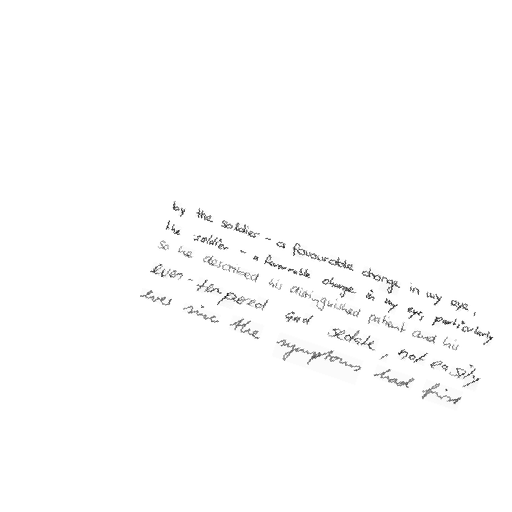 by the soldier - a favourable change in my eye,
the soldier - a favourable change in my eye, particularly
So he described his distinguished patient and his
even - tempered and sedate, not easily
ever since the symptoms had first